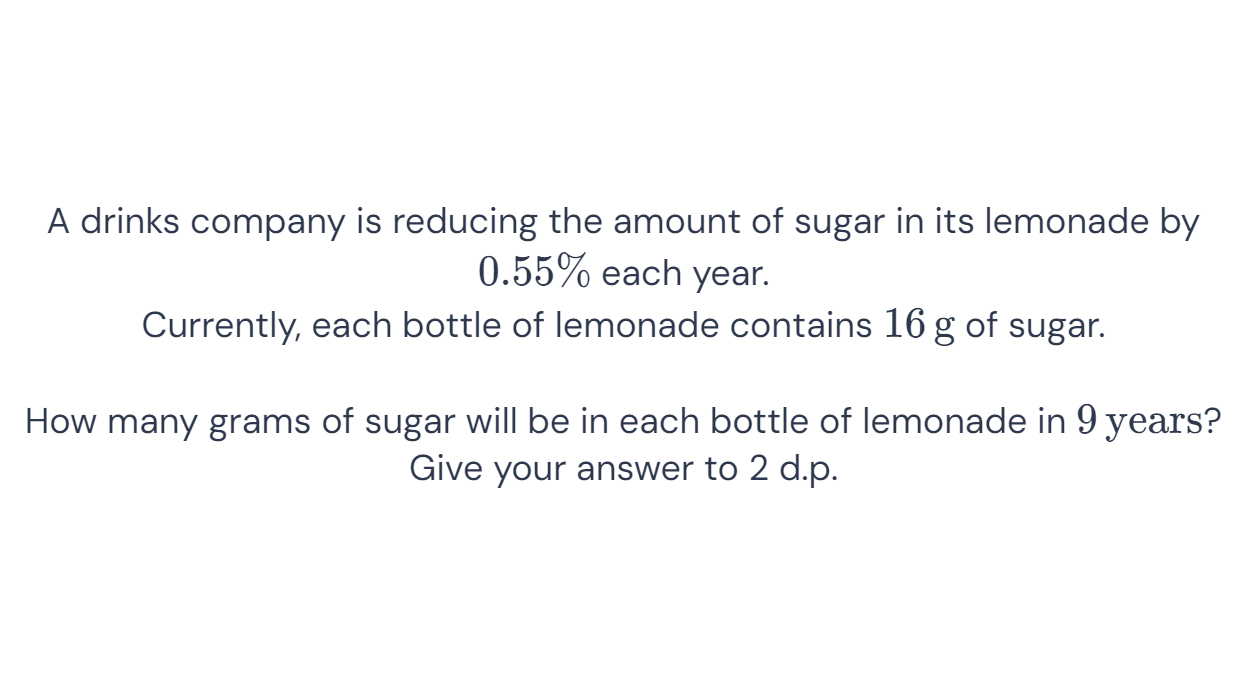 A drinks company is reducing the amount of sugar in its lemonade by
0.55% each year.
Currently, each bottle of lemonade contains 16 g of sugar.
How many grams of sugar will be in each bottle of lemonade in 9 years?
Give your answer to 2 d.p.